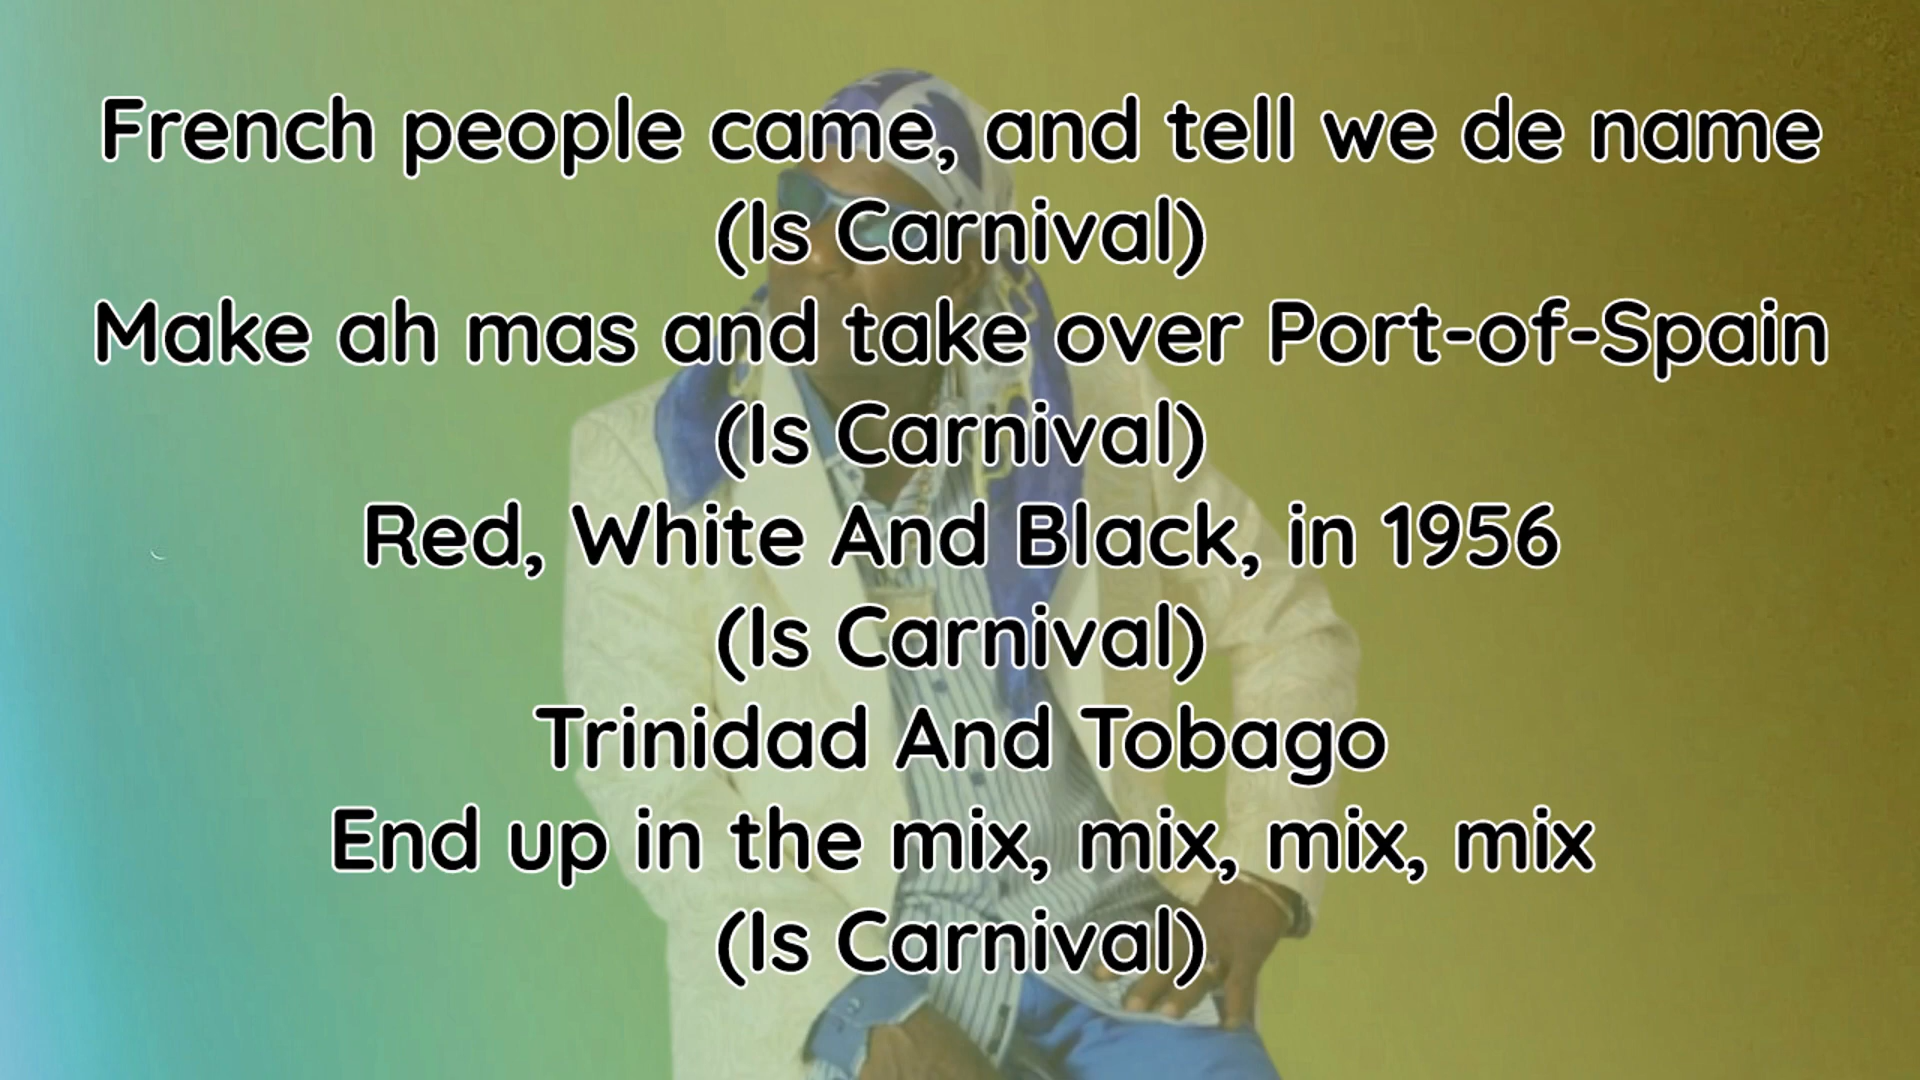 French people came, and tell we de name
(Is Carnival)
Make ah mas and take over Port-of-Spain
(Is Carnival)
Red, White And Black, in 1956
(Is Carnival)
Trinidad And Tobago
End up in the mix, mix, mix, mix
(Is Carnival)